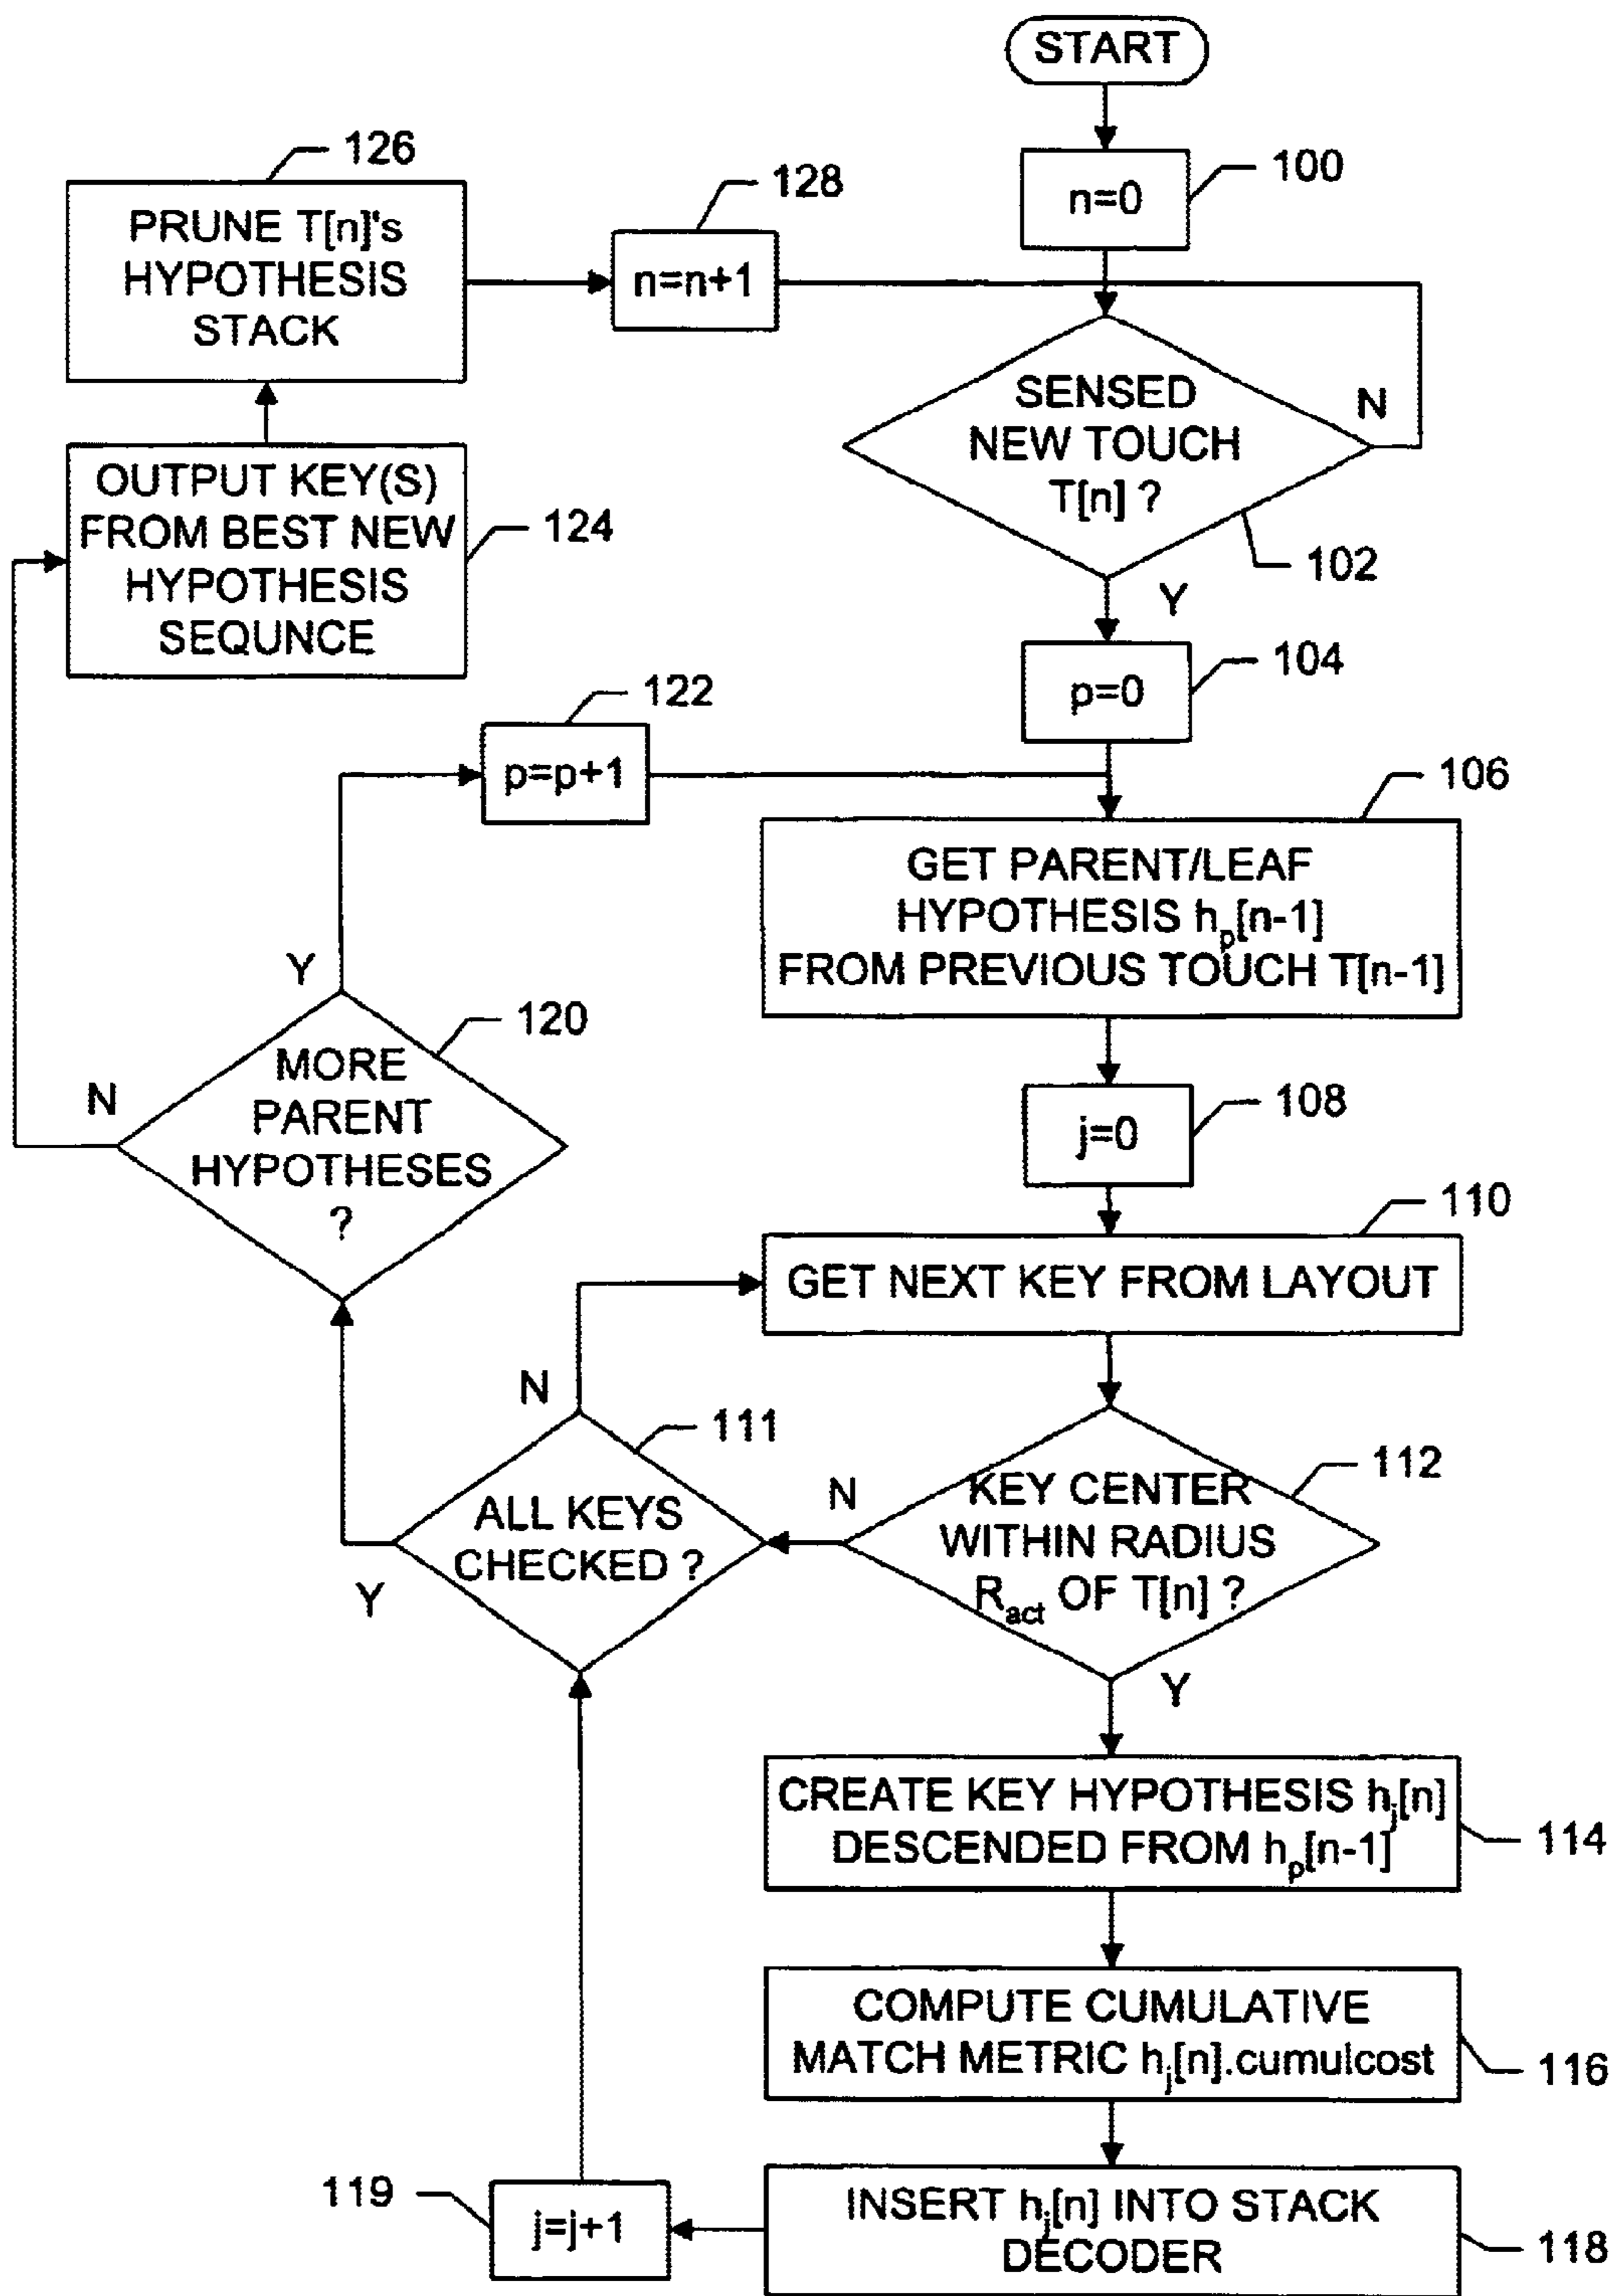 START
100
n=0
126
128
PRUNE T[n]'s
HYPOTHESIS
STACK
n=n+1
SENSED
NEW TOUCH
T[n] ?
N
102
Y
OUTPUT KEY(S)
FROM BEST NEW
HYPOTHESIS
SEQUNCE
124
104
p=0
122
p=p+1
106
GET PARENT/LEAF
HYPOTHESIS hp[n-1]
FROM PREVIOUS TOUCH T[n-1]
Y
120
MORE
PARENT
HYPOTHESES
?
N
108
j=0
110
GET NEXT KEY FROM LAYOUT
N
111
ALL KEYS
CHECKED ?
Y
N
112
KEY CENTER
WITHIN RADIUS
Ract OF T[n] ?
Y
CREATE KEY HYPOTHESIS hj[n]
DESCENDED FROM hp[n-1]
114
COMPUTE CUMULATIVE
MATCH METRIC hj[n].cumulcost
116
119
j=j+1
INSERT hj[n] INTO STACK
DECODER
118